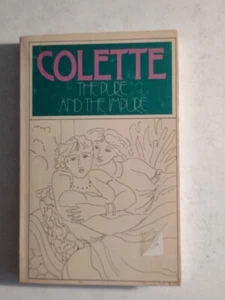 COLETTE
THE PURE
AND THE IMPURE